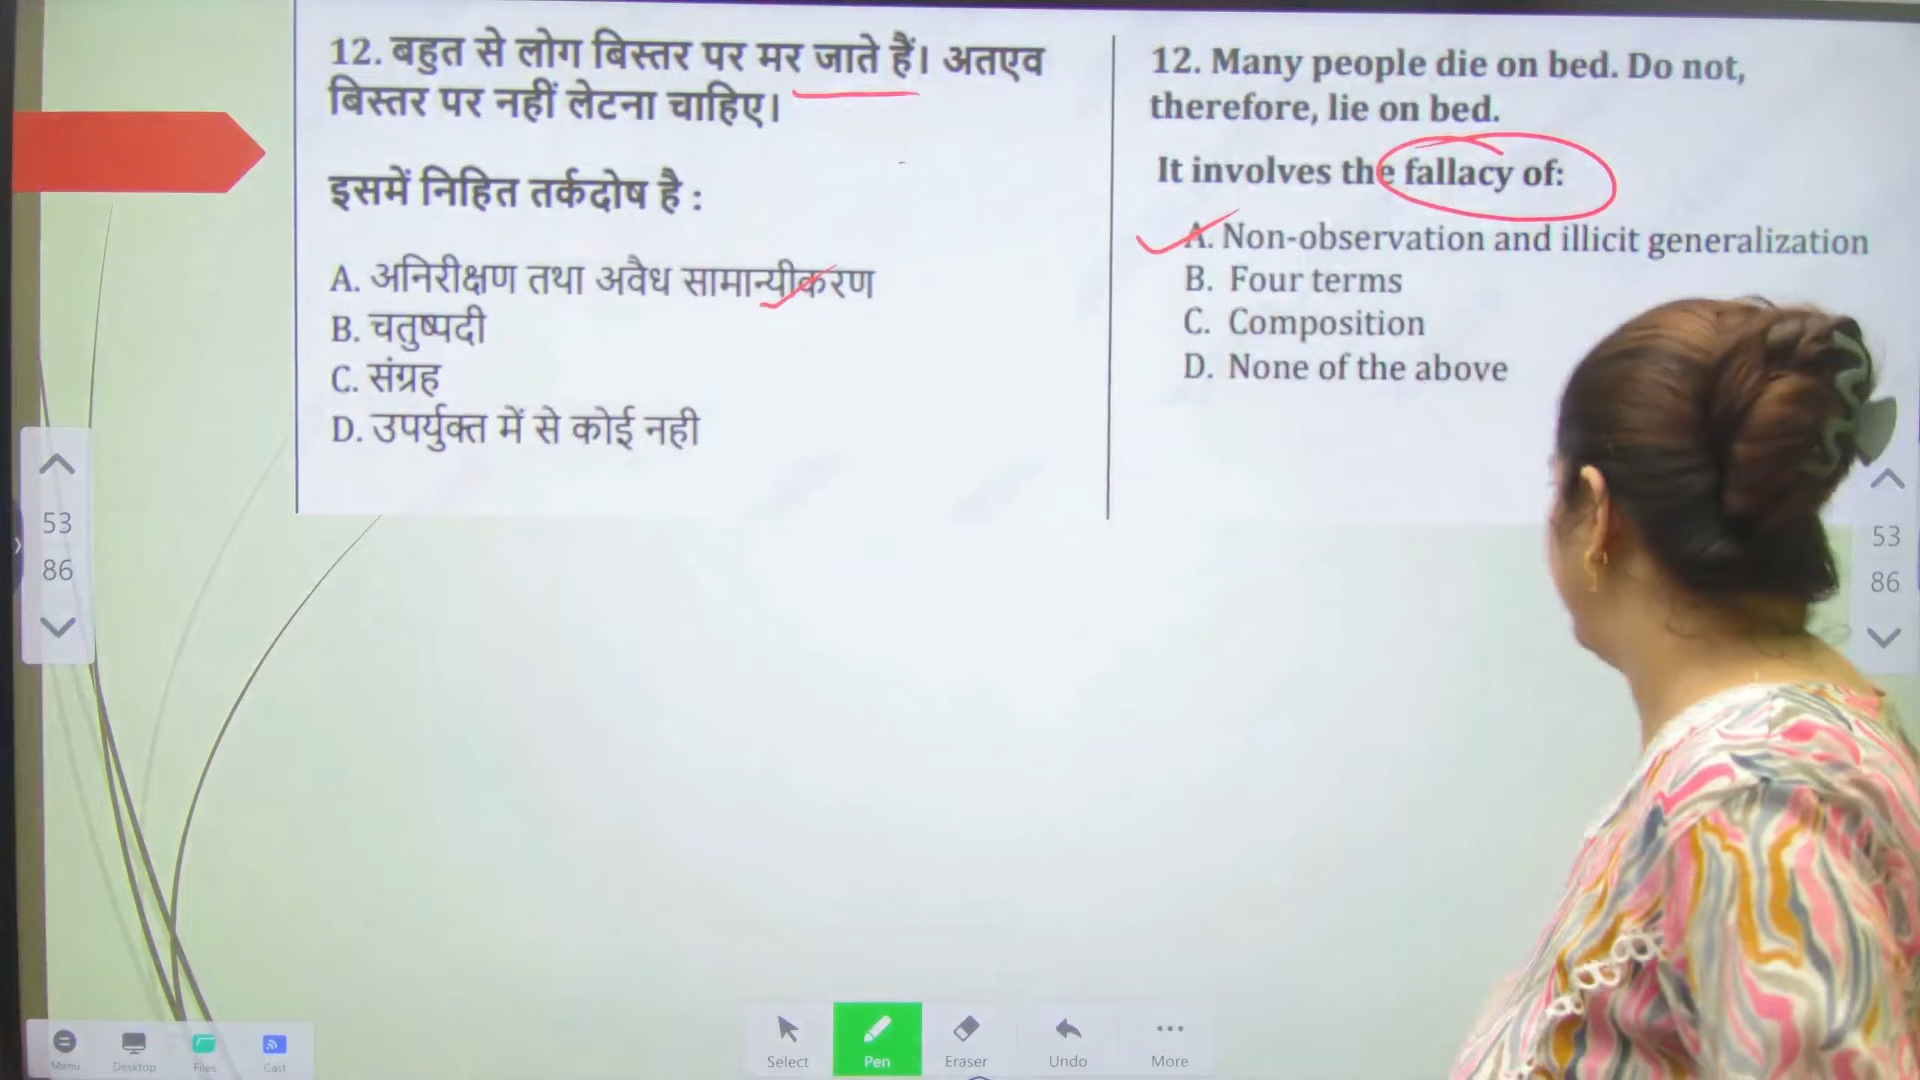 12. बहुत से लोग बिस्तर पर मर जाते हैं। अतएव
बिस्तर पर नहीं लेटना चाहिए।
इसमें निहित तर्कदोष है :
A. अनिरीक्षण तथा अवैध सामान्यीकरण
B. चतुष्पदी
C. संग्रह
D. उपर्युक्त में से कोई नही
12. Many people die on bed. Do not,
therefore, lie on bed.
It involves the fallacy of:
A. Non-observation and illicit generalization
B. Four terms
C. Composition
D. None of the above
53
86
53
86
Menu
Desktop
Files
Cast
Select
Pen
Eraser
Undo
More